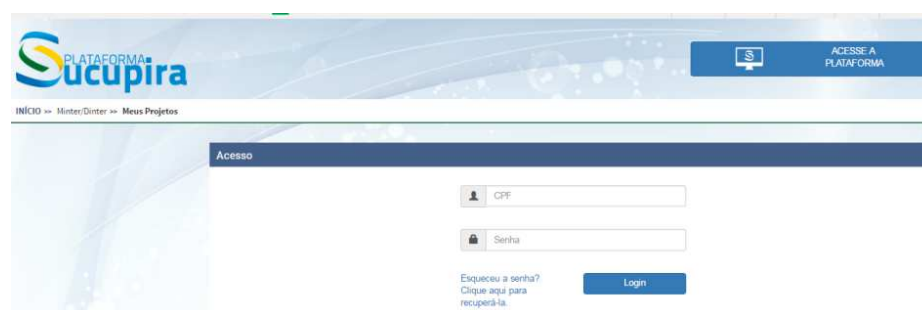 PLATAFORMA
Sucupira
ACESSE A
PLATAFORMA
INÍCIO >> Minter/Dinter >> Meus Projetos
Acesso
CPF
Senha
Esqueceu a senha?
Clique aqui para
recuperá-la.
Login